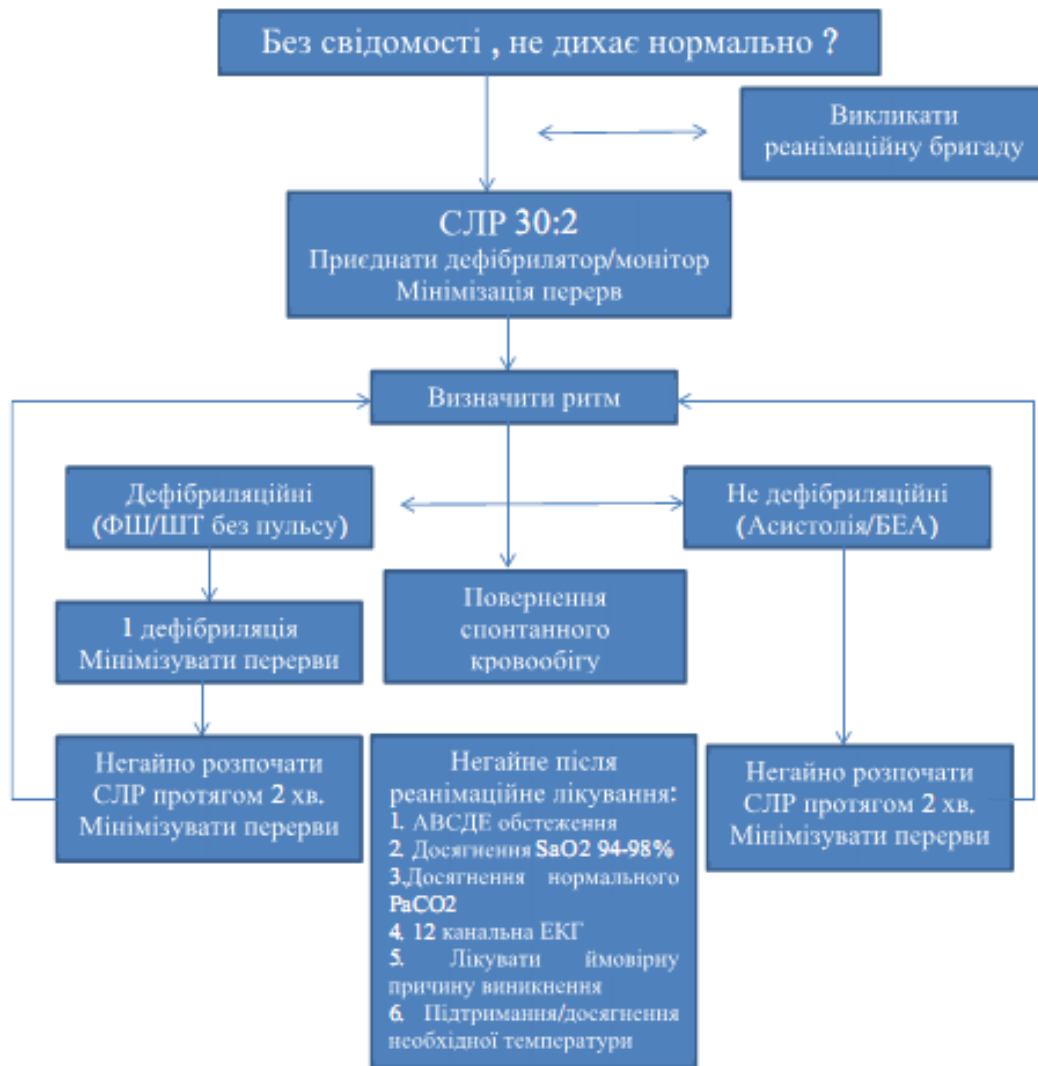 Без свідомості , не дихає нормально ?
Викликати
реанімаційну бригаду
СЛР 30:2
Приєднати дефібрилятор/монітор
Мінімізація перерв
Визначити ритм
Дефібриляційні
(ФШ/ШТ без пульсу)
Не дефібриляційні
(Асистолія/БЕА)
1 дефібриляція
Мінімізувати перерви
Повернення
спонтанного
кровообігу
Негайно розпочати
СЛР протягом 2 хв.
Мінімізувати перерви
Негайне після
реанімаційне лікування:
1. АВСДЕ обстеження
2. Досягнення SaO2 94-98%
3.Досягнення нормального
PaCO2
4. 12 канальна ЕКГ
5. Лікувати ймовірну
причину виникнення
6. Підтримання/досягнення
необхідної температури
Негайно розпочати
СЛР протягом 2 хв.
Мінімізувати перерви